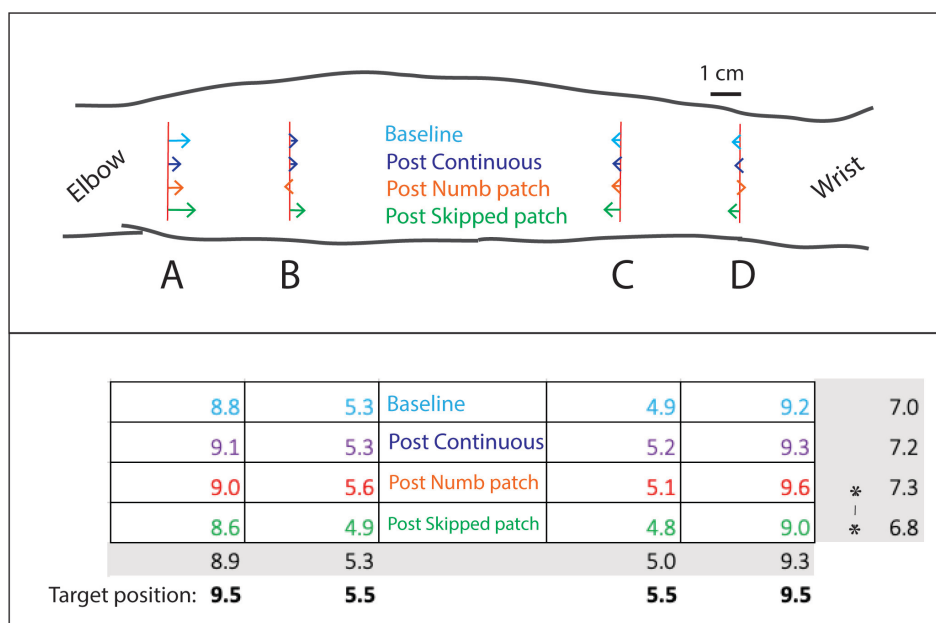 1 cm
Elbow
Baseline
Post Continuous
Post Numb patch
Post Skipped patch
Wrist
A B C D
8.8 5.3 Baseline 4.9 9.2 7.0
9.1 5.3 Post Continuous 5.2 9.3 7.2
9.0 5.6 Post Numb patch 5.1 9.6 * 7.3
8.6 4.9 Post Skipped patch 4.8 9.0 * 6.8
8.9 5.3 5.0 9.3
Target position: 9.5 5.5 5.5 9.5